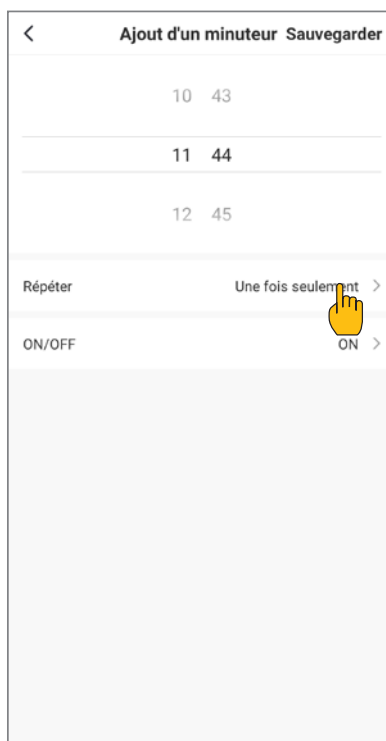 Ajout d'un minuteur Sauvegarder
10 43
11 44
12 45
Répéter Une fois seulement
ON/OFF ON